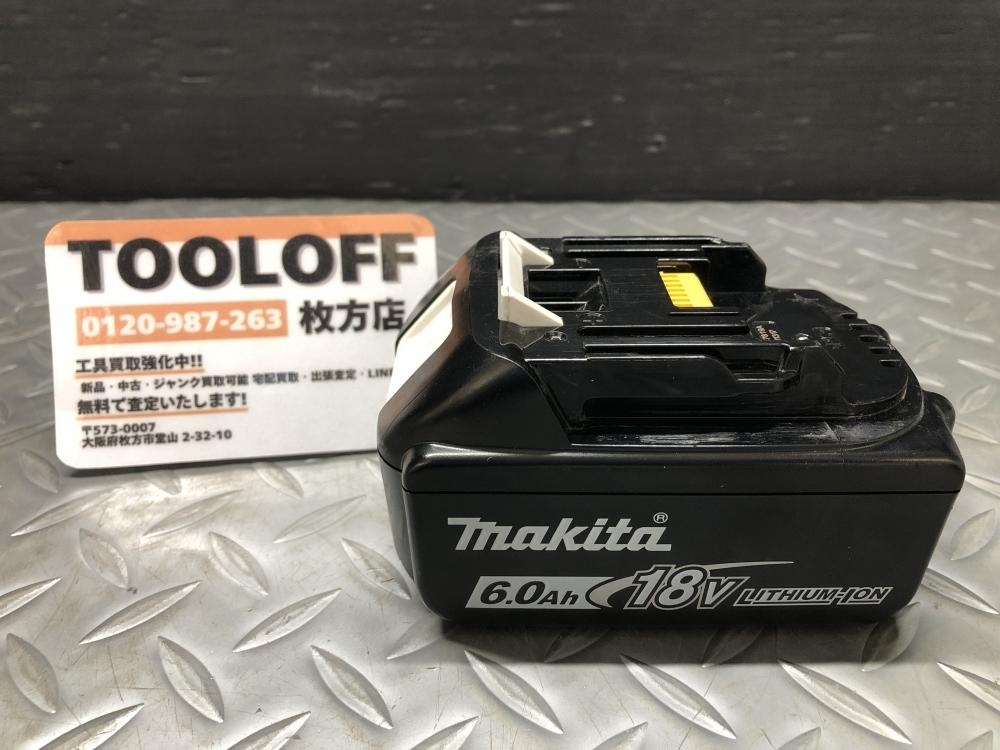 TOOLOFF
0120-987-263 枚方店
工具買取強化中!!
新品・中古・ジャンク買取可能 宅配買取・出張査定・LINE
無料で査定いたします!
〒573-0007
大阪府枚方市堂山 2-32-10
makita®
6.0Ah 18V LITHIUM-ION